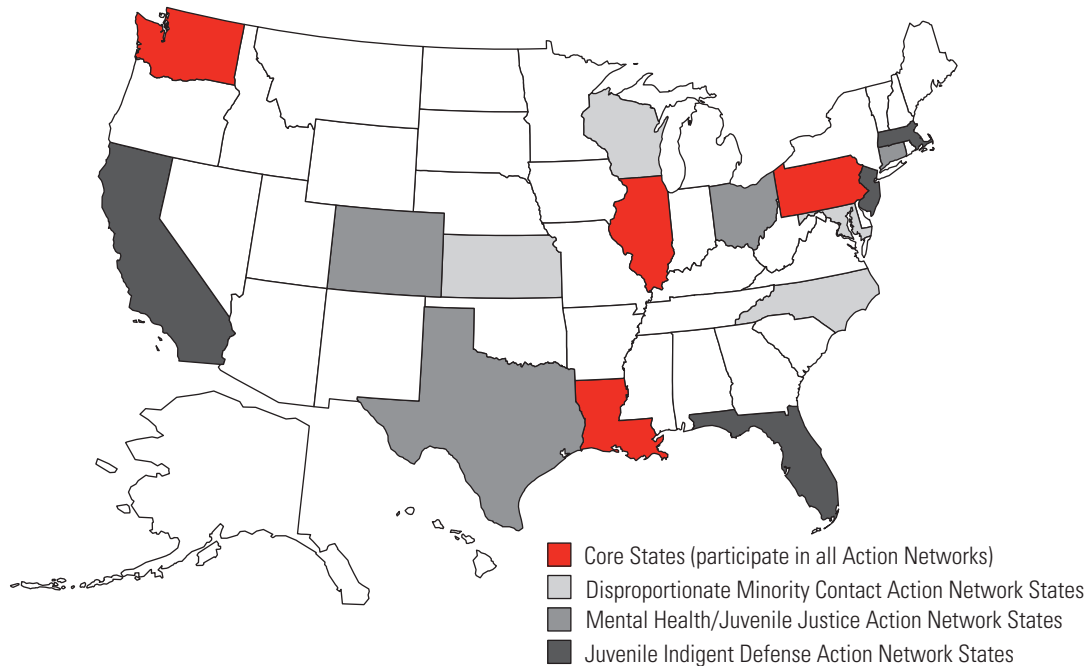 Core States (participate in all Action Networks)
Disproportionate Minority Contact Action Network States
Mental Health/Juvenile Justice Action Network States
Juvenile Indigent Defense Action Network States